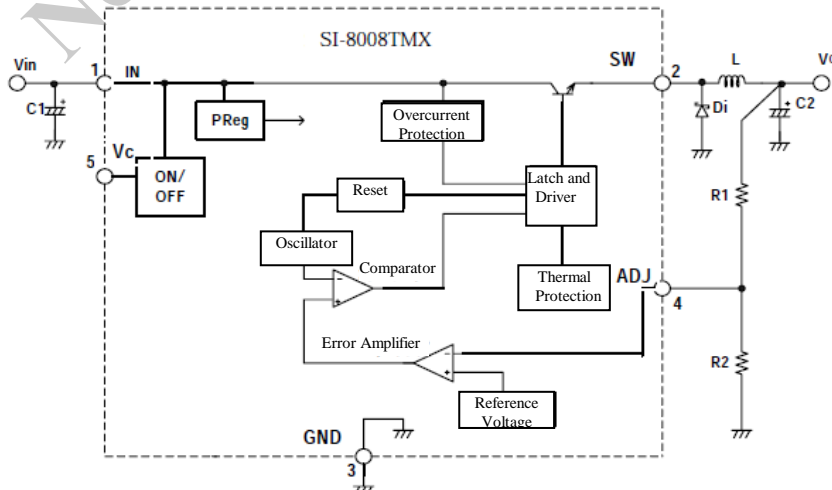 SI-8008TMX
Vin
1
IN
SW
2
L
C1
+
PReg
Overcurrent
Protection
Di
+
C2
5
Vc
ON/
OFF
Reset
Latch and
Driver
R1
Oscillator
Comparator
−
+
Thermal
Protection
ADJ
4
Error Amplifier
−
+
R2
Reference
Voltage
GND
3